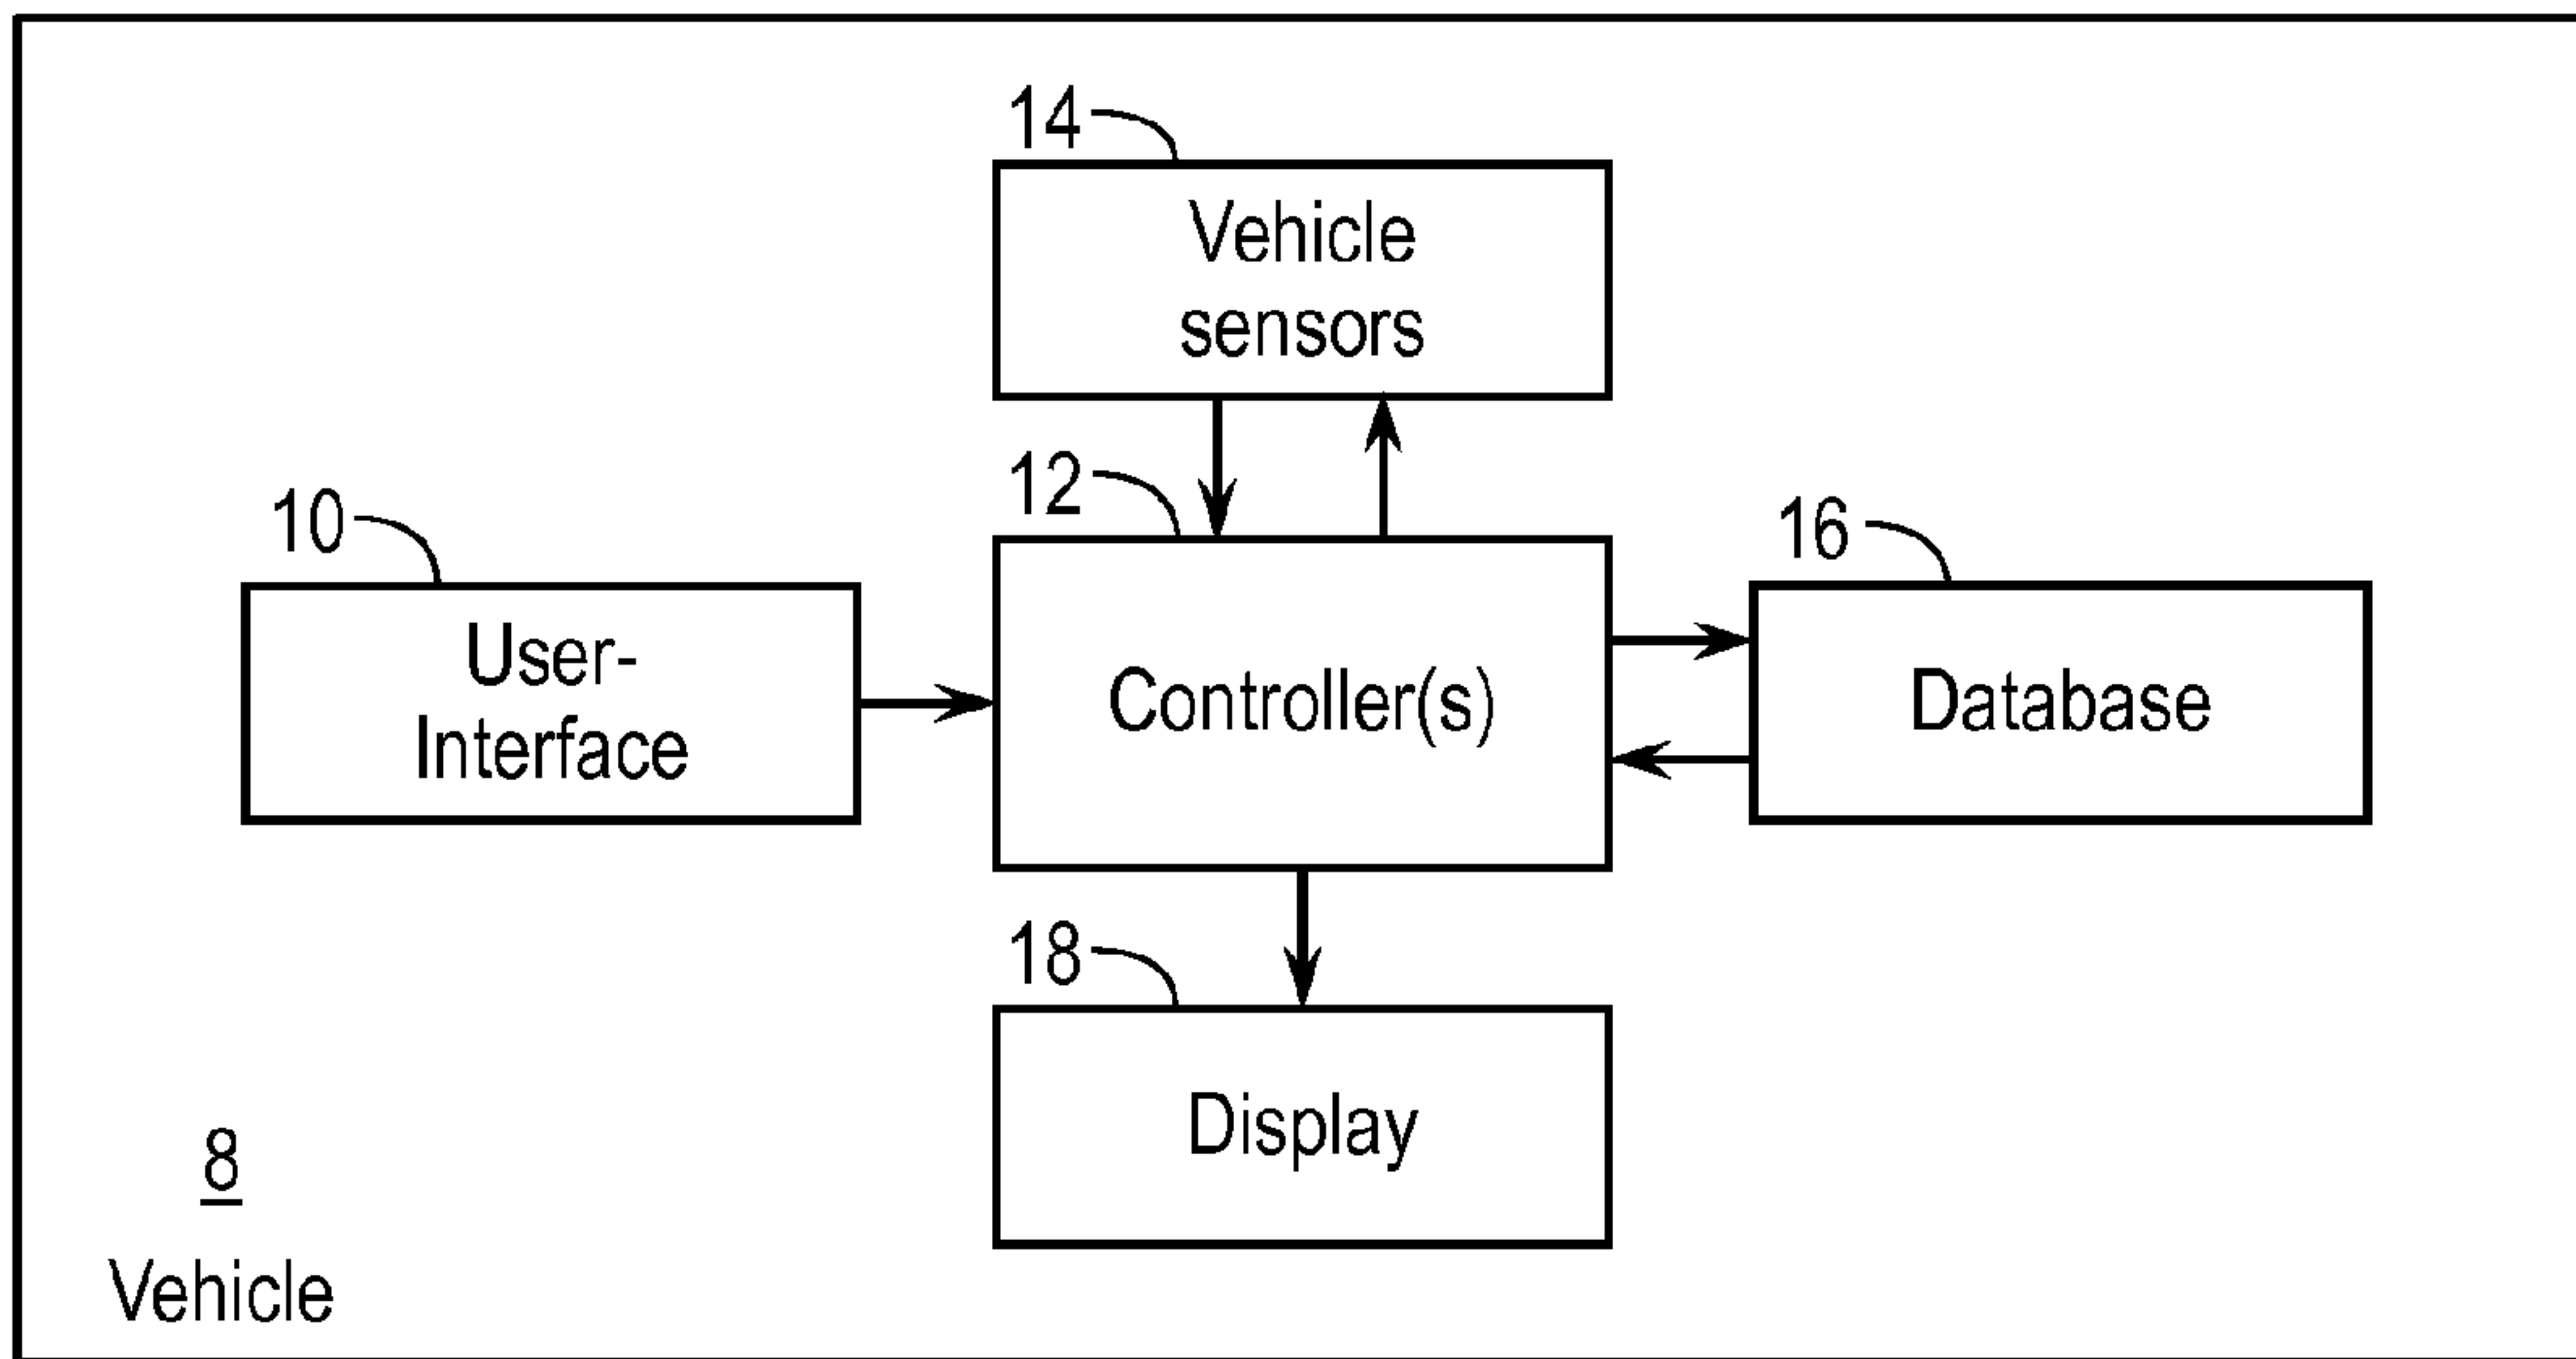 14
Vehicle
sensors
12
10
16
User-
Interface
Controller(s)
Database
18
Display
8
Vehicle